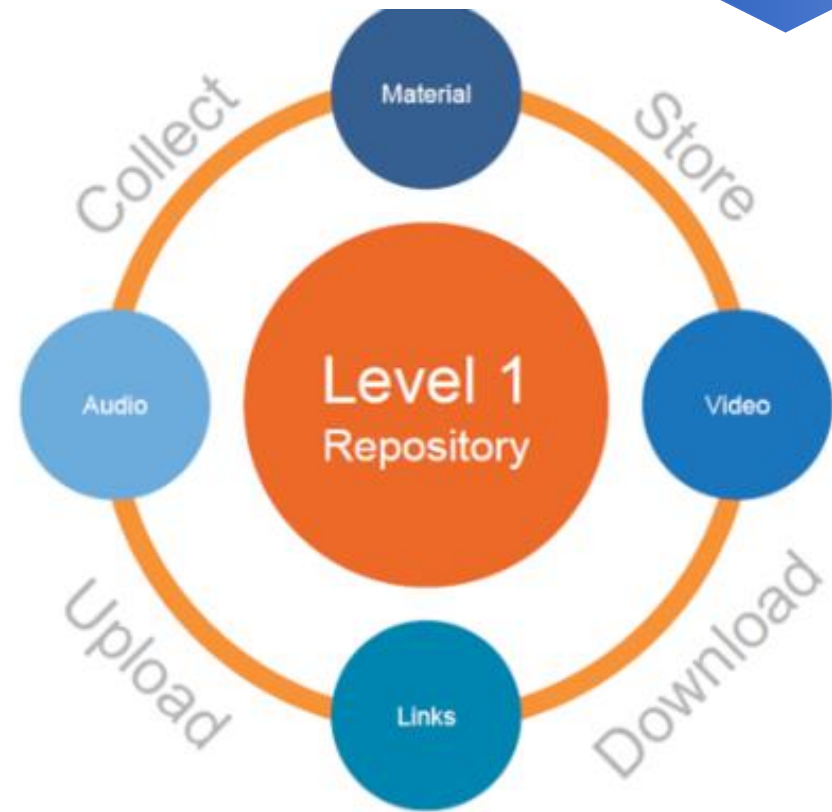 Material
Collect
Store
Level 1
Repository
Audio
Video
Upload
Links
Download